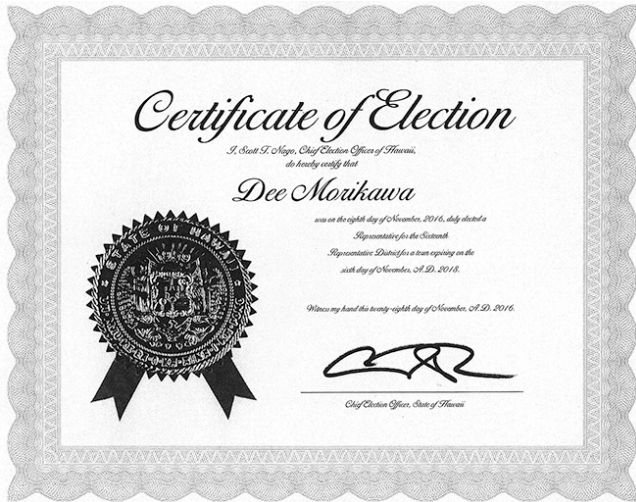 Certificate of Election
I, Scott T. Nago, Chief Election Officer of Hawaii,
do hereby certify that
Dee Morikawa
was on the eighth day of November, 2016, duly elected a
Representative for the Sixteenth
Representative District for a term expiring on the
sixth day of November, A.D. 2018.
Witness my hand this twenty-eighth day of November, A.D. 2016.
STATE OF HAWAII
Chief Election Officer, State of Hawaii